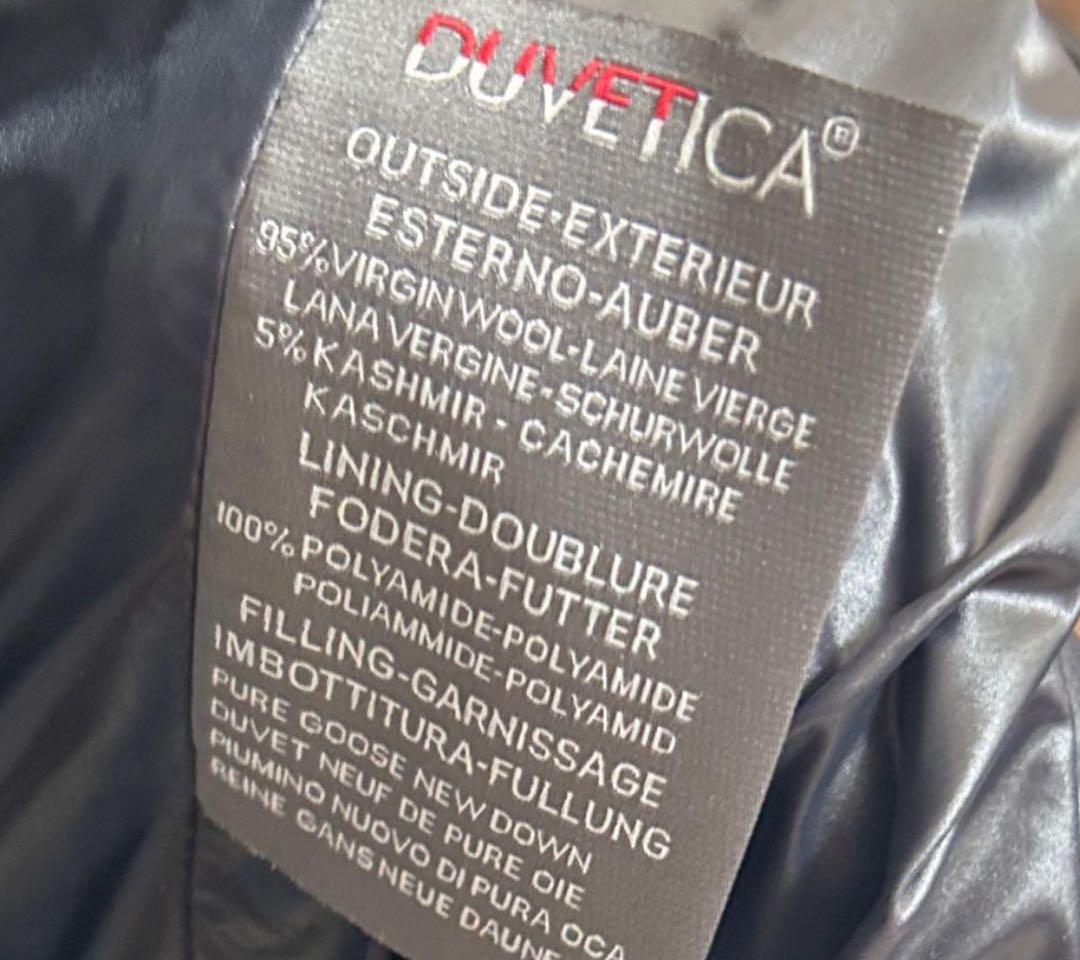 DUVETICA®
OUTSIDE-EXTERIEUR
ESTERNO-AUBER
95%VIRGINWOOL-LAINE VIERGE
LANAVERGINE-SCHURWOLLE
5%KASHMIR - CACHEMIRE
KASCHMIR
LINING-DOUBLURE
FODERA-FUTTER
100%POLYAMIDE-POLYAMIDE
POLIAMMIDE-POLYAMID
FILLING-GARNISSAGE
IMBOTTITURA-FULLUNG
PURE GOOSE NEW DOWN
DUVET NEUF DE PURE OIE
PIUMINO NUOVO DI PURA OCA
REINE GANS NEUE DAUNE